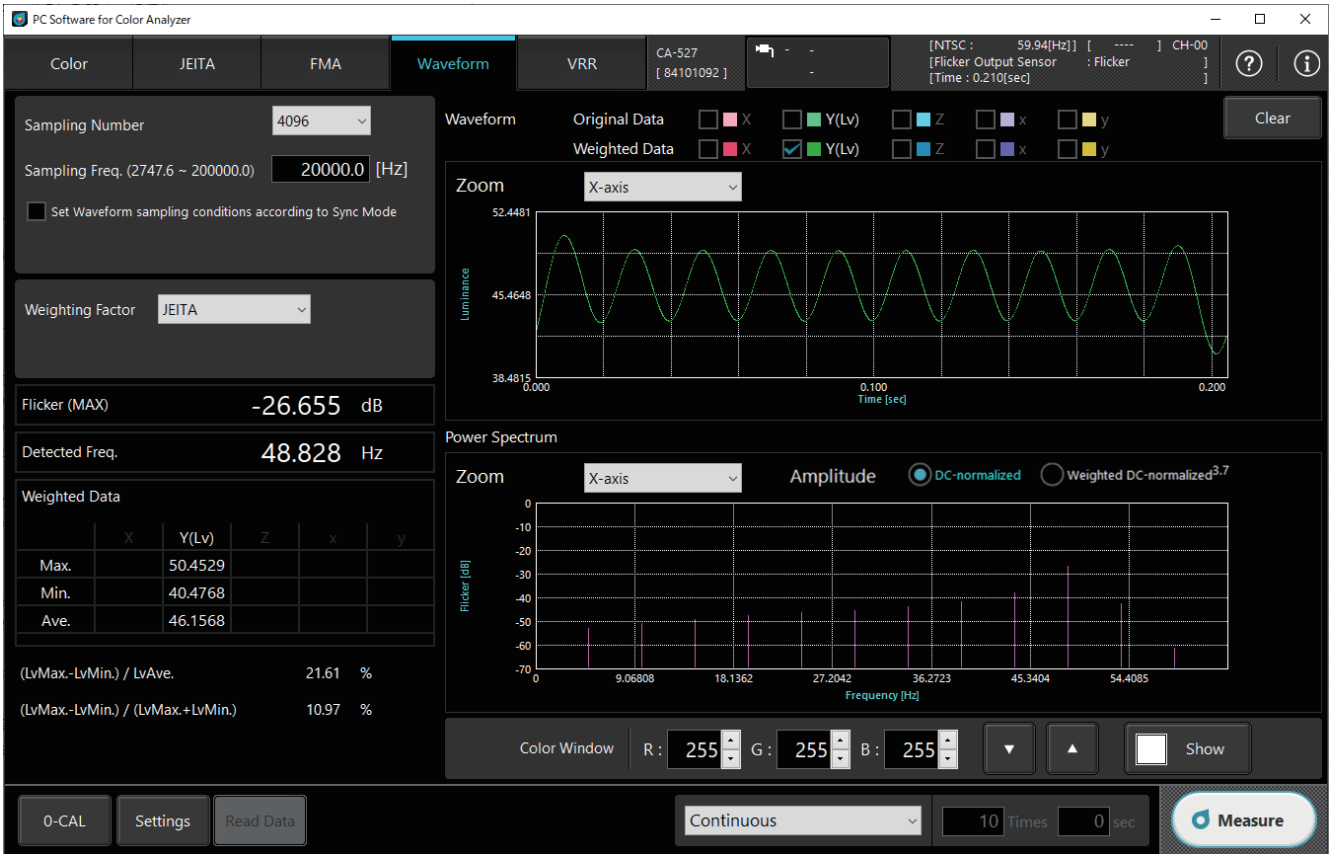 PC Software for Color Analyzer
Color JEITA FMA Waveform VRR
CA-527
[ 84101092 ]
- -
-
[NTSC : 59.94[Hz]] [ ---- ] CH-00
[Flicker Output Sensor : Flicker ]
[Time : 0.210[sec] ]
Sampling Number 4096
Sampling Freq. (2747.6 ~ 200000.0) 20000.0 [Hz]
Set Waveform sampling conditions according to Sync Mode
Weighting Factor JEITA
Flicker (MAX) -26.655 dB
Detected Freq. 48.828 Hz
Weighted Data
X Y(Lv) Z x y
Max. 50.4529
Min. 40.4768
Ave. 46.1568
(LvMax.-LvMin.) / LvAve. 21.61 %
(LvMax.-LvMin.) / (LvMax.+LvMin.) 10.97 %
Waveform Original Data X Y(Lv) Z x y
Weighted Data X Y(Lv) Z x y
Clear
Zoom X-axis
52.4481
45.4648
38.4815
Luminance
0.000 0.100 0.200
Time [sec]
Power Spectrum
Zoom X-axis Amplitude DC-normalized Weighted DC-normalized3.7
0
-10
-20
-30
-40
-50
-60
-70
Flicker [dB]
0 9.06808 18.1362 27.2042 36.2723 45.3404 54.4085
Frequency [Hz]
Color Window R : 255 G : 255 B : 255 ▼ ▲ Show
0-CAL Settings Read Data Continuous 10 Times 0 sec Measure